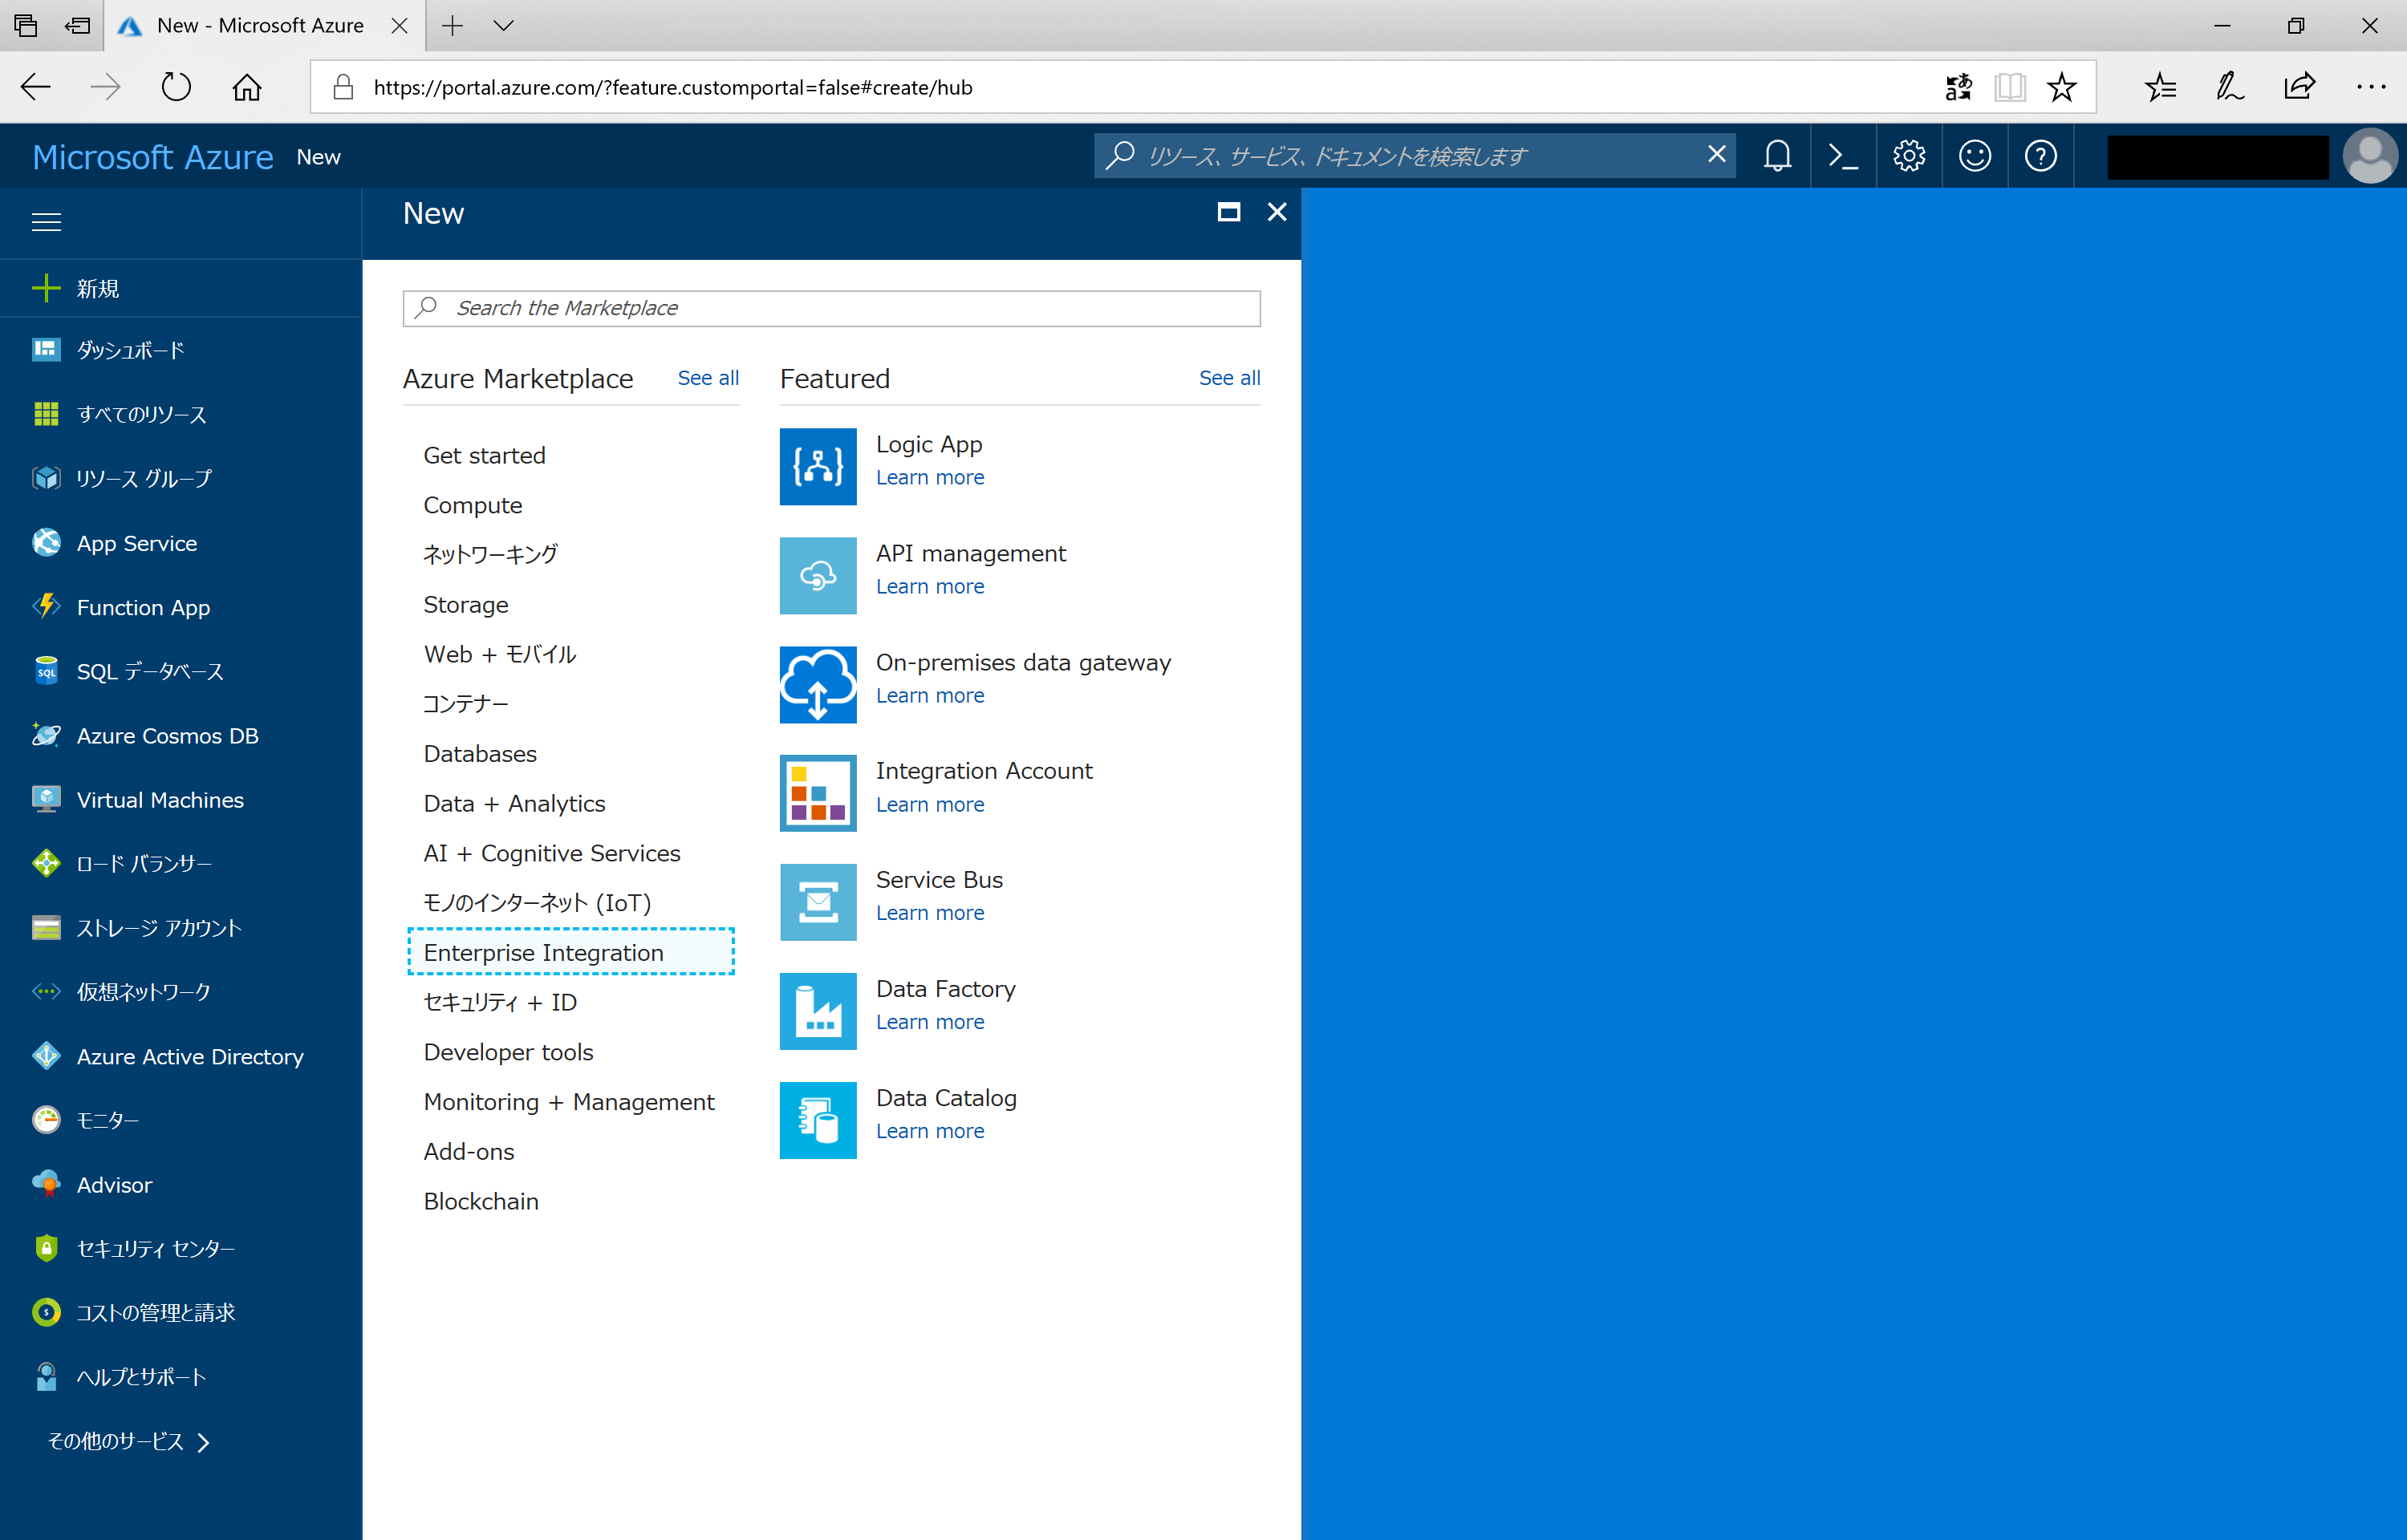 New - Microsoft Azure
https://portal.azure.com/?feature.customportal=false#create/hub
Microsoft Azure New
リソース、サービス、ドキュメントを検索します
新規
ダッシュボード
すべてのリソース
リソース グループ
App Service
Function App
SQL データベース
Azure Cosmos DB
Virtual Machines
ロード バランサー
ストレージ アカウント
仮想ネットワーク
Azure Active Directory
モニター
Advisor
セキュリティ センター
コストの管理と請求
ヘルプとサポート
その他のサービス
New
Search the Marketplace
Azure Marketplace See all
Get started
Compute
ネットワーキング
Storage
Web + モバイル
コンテナー
Databases
Data + Analytics
AI + Cognitive Services
モノのインターネット (IoT)
Enterprise Integration
セキュリティ + ID
Developer tools
Monitoring + Management
Add-ons
Blockchain
Featured See all
Logic App
Learn more
API management
Learn more
On-premises data gateway
Learn more
Integration Account
Learn more
Service Bus
Learn more
Data Factory
Learn more
Data Catalog
Learn more